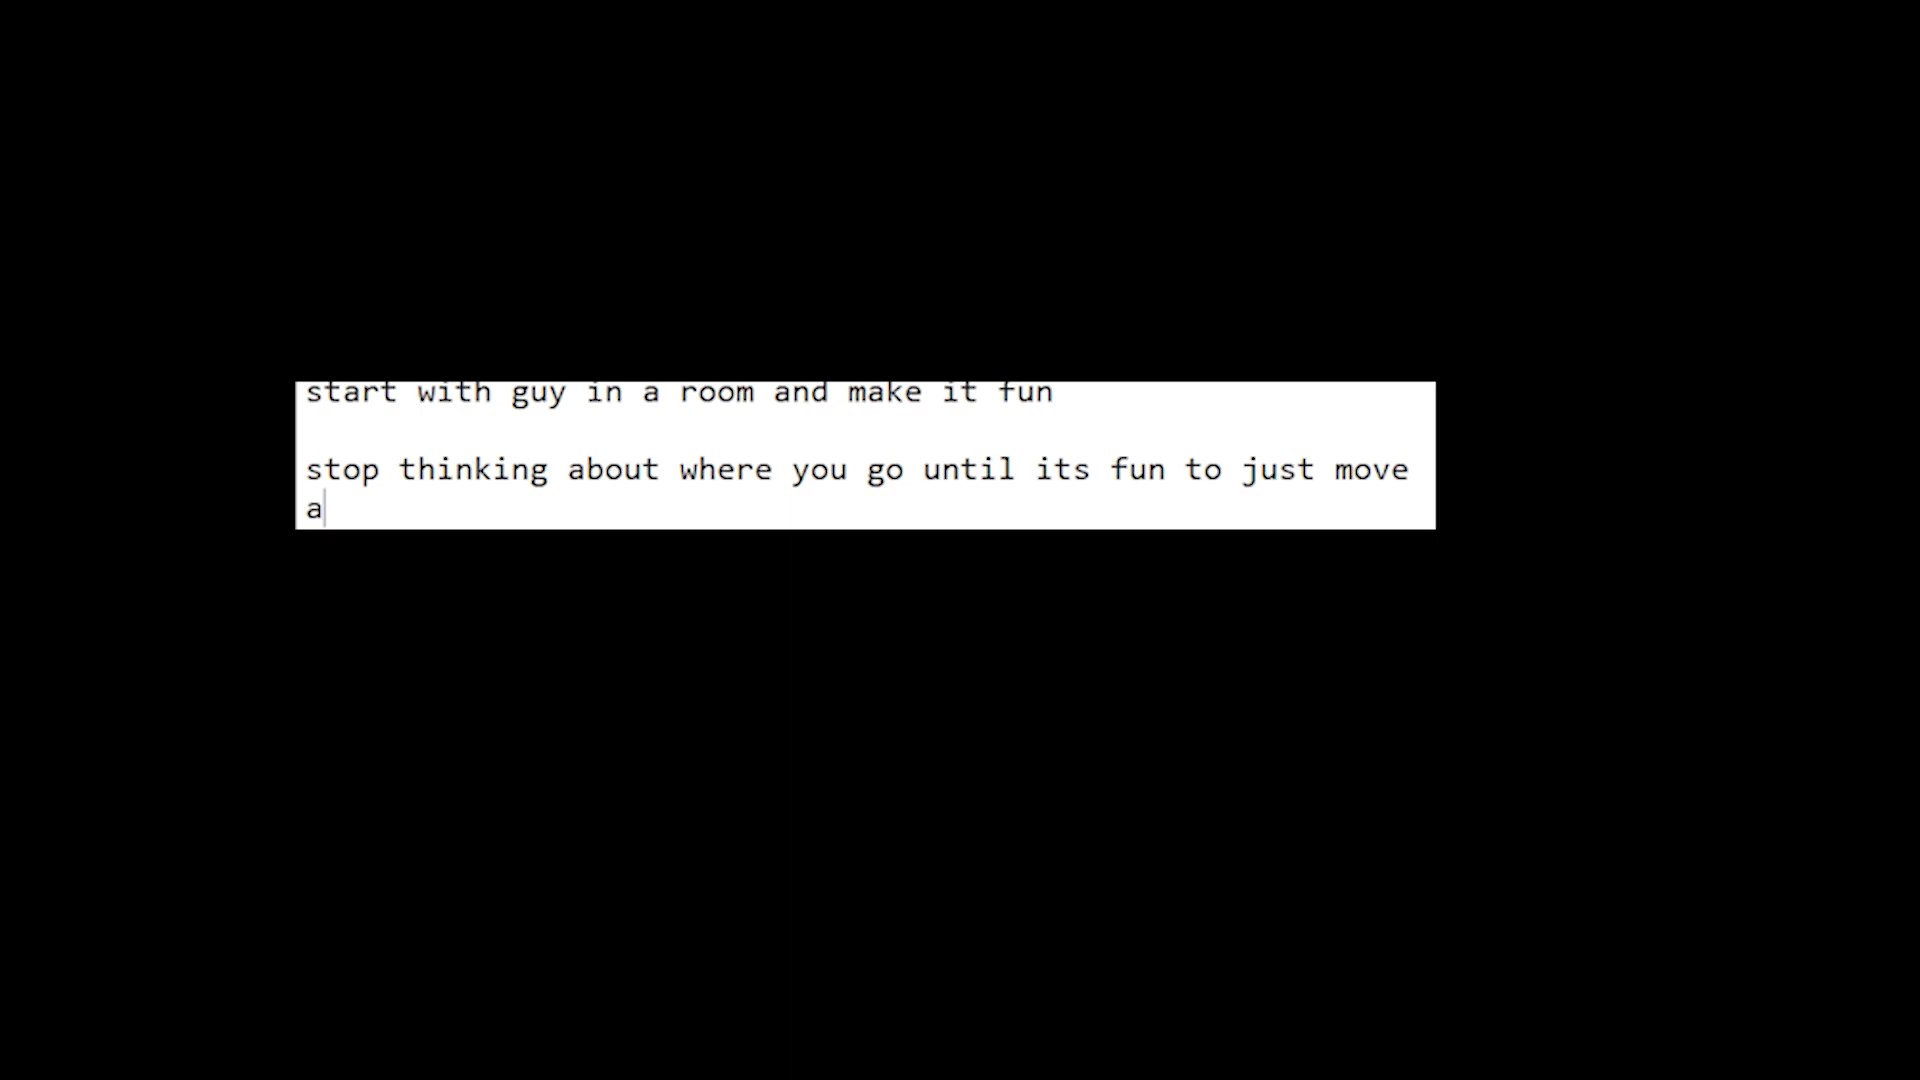 start with guy in a room and make it fun
stop thinking about where you go until its fun to just move
a